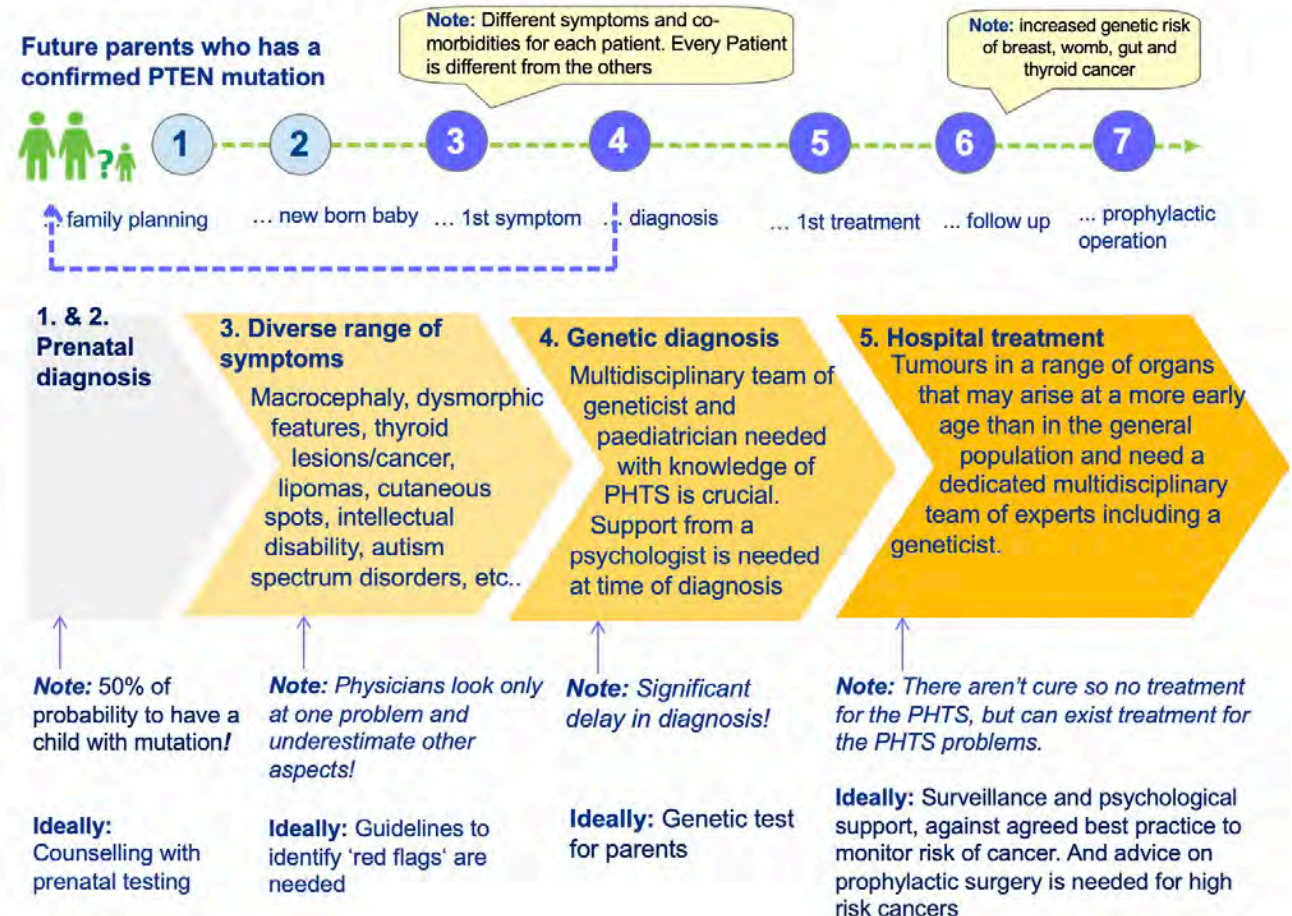 Future parents who has a
confirmed PTEN mutation
Note: Different symptoms and co-
morbidities for each patient. Every Patient
is different from the others
Note: increased genetic risk
of breast, womb, gut and
thyroid cancer
?
1
2
3
4
5
6
7
... family planning
... new born baby
... 1st symptom
... diagnosis
... 1st treatment
... follow up
... prophylactic
operation
1. & 2.
Prenatal
diagnosis
3. Diverse range of
symptoms
Macrocephaly, dysmorphic
features, thyroid
lesions/cancer,
lipomas, cutaneous
spots, intellectual
disability, autism
spectrum disorders, etc..
4. Genetic diagnosis
Multidisciplinary team of
geneticist and
paediatrician needed
with knowledge of
PHTS is crucial.
Support from a
psychologist is needed
at time of diagnosis
5. Hospital treatment
Tumours in a range of organs
that may arise at a more early
age than in the general
population and need a
dedicated multidisciplinary
team of experts including a
geneticist.
Note: 50% of
probability to have a
child with mutation!
Ideally:
Counselling with
prenatal testing
Note: Physicians look only
at one problem and
underestimate other
aspects!
Ideally: Guidelines to
identify 'red flags' are
needed
Note: Significant
delay in diagnosis!
Ideally: Genetic test
for parents
Note: There aren't cure so no treatment
for the PHTS, but can exist treatment for
the PHTS problems.
Ideally: Surveillance and psychological
support, against agreed best practice to
monitor risk of cancer. And advice on
prophylactic surgery is needed for high
risk cancers